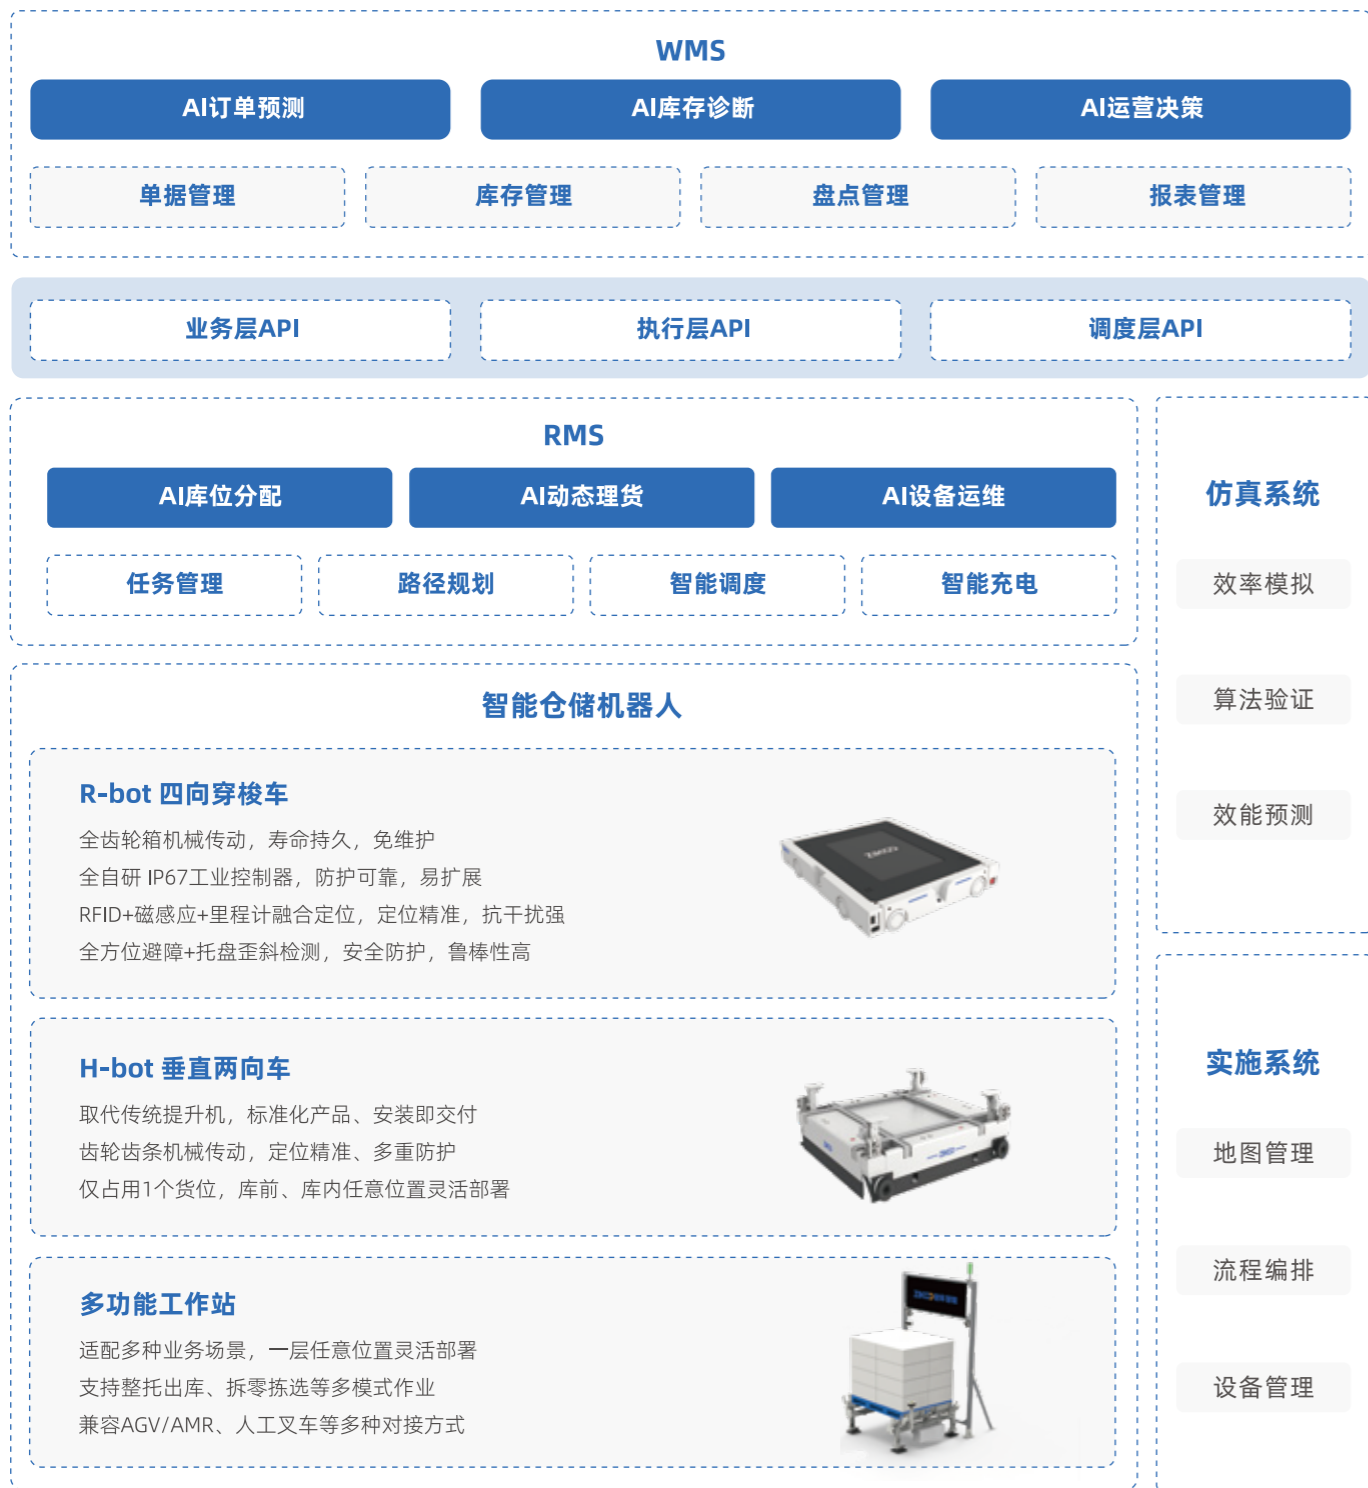 WMS
AI订单预测
AI库存诊断
AI运营决策
单据管理
库存管理
盘点管理
报表管理
业务层API
执行层API
调度层API
RMS
AI库位分配
AI动态理货
AI设备运维
任务管理
路径规划
智能调度
智能充电
智能仓储机器人
R-bot 四向穿梭车
全齿轮箱机械传动，寿命持久，免维护
全自研 IP67工业控制器，防护可靠，易扩展
RFID+磁感应+里程计融合定位，定位精准，抗干扰强
全方位避障+托盘歪斜检测，安全防护，鲁棒性高
H-bot 垂直两向车
取代传统提升机，标准化产品、安装即交付
齿轮齿条机械传动，定位精准、多重防护
仅占用1个货位，库前、库内任意位置灵活部署
多功能工作站
适配多种业务场景，一层任意位置灵活部署
支持整托出库、拆零拣选等多模式作业
兼容AGV/AMR、人工叉车等多种对接方式
仿真系统
效率模拟
算法验证
效能预测
实施系统
地图管理
流程编排
设备管理